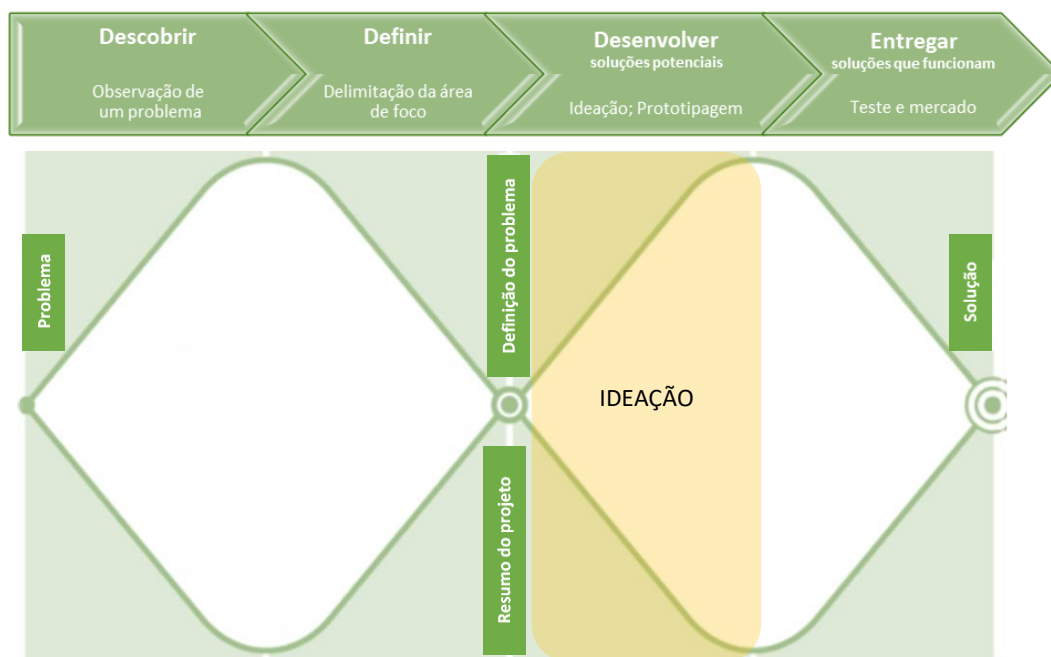 Descobrir
Observação de
um problema
Definir
Delimitação da área
de foco
Desenvolver
soluções potenciais
Ideação; Prototipagem
Entregar
soluções que funcionam
Teste e mercado
Problema
Definição do problema
Resumo do projeto
IDEAÇÃO
Solução